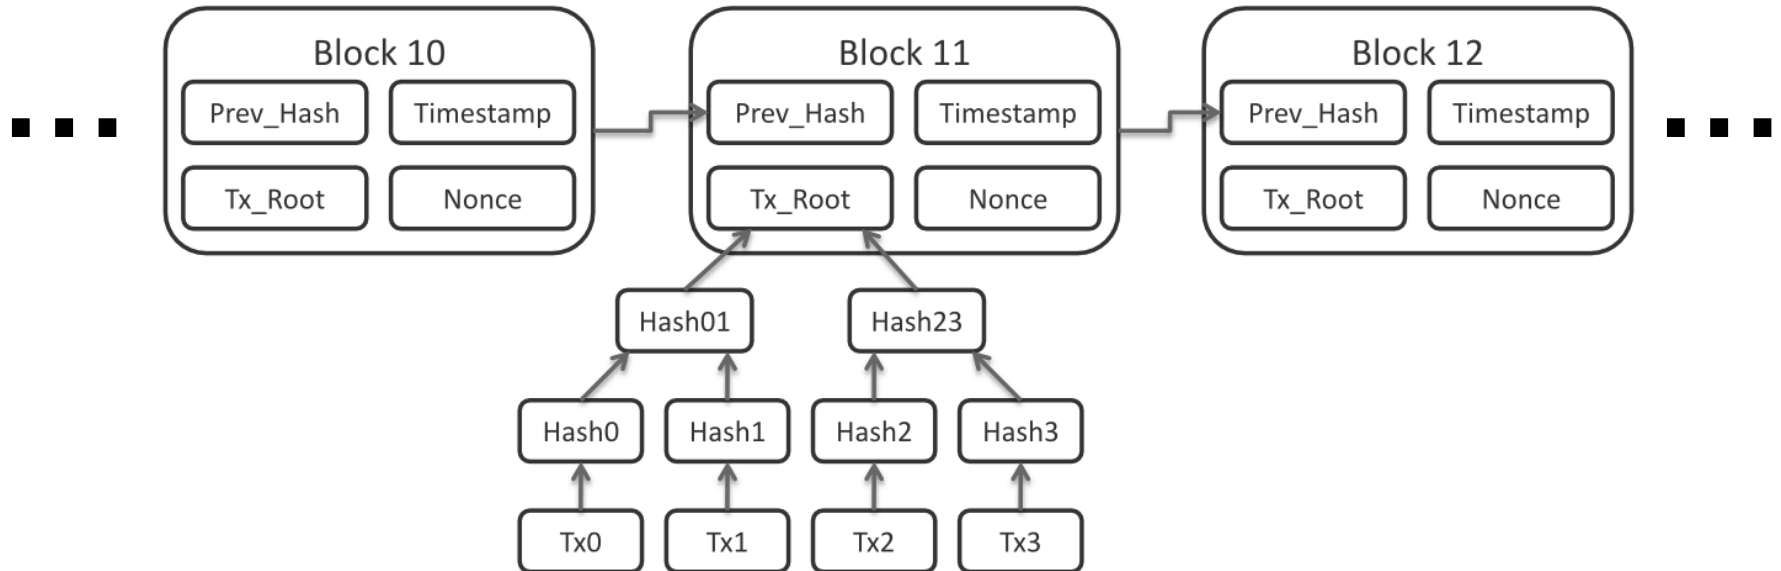 Block 10
Prev_Hash
Timestamp
Tx_Root
Nonce
Block 11
Prev_Hash
Timestamp
Tx_Root
Nonce
Block 12
Prev_Hash
Timestamp
Tx_Root
Nonce
Hash01
Hash23
Hash0
Hash1
Hash2
Hash3
Tx0
Tx1
Tx2
Tx3